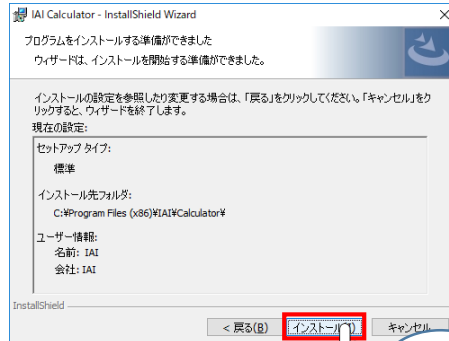 IAI Calculator - InstallShield Wizard
プログラムをインストールする準備ができました
ウィザードは、インストールを開始する準備ができました。
インストールの設定を参照したり変更する場合は、「戻る」をクリックしてください。「キャンセル」をク
リックすると、ウィザードを終了します。
現在の設定:
セットアップ タイプ:
標準
インストール先フォルダ:
C:¥Program Files (x86)¥IAI¥Calculator¥
ユーザー情報:
名前: IAI
会社: IAI
InstallShield
< 戻る(B) インストール(I) キャンセル